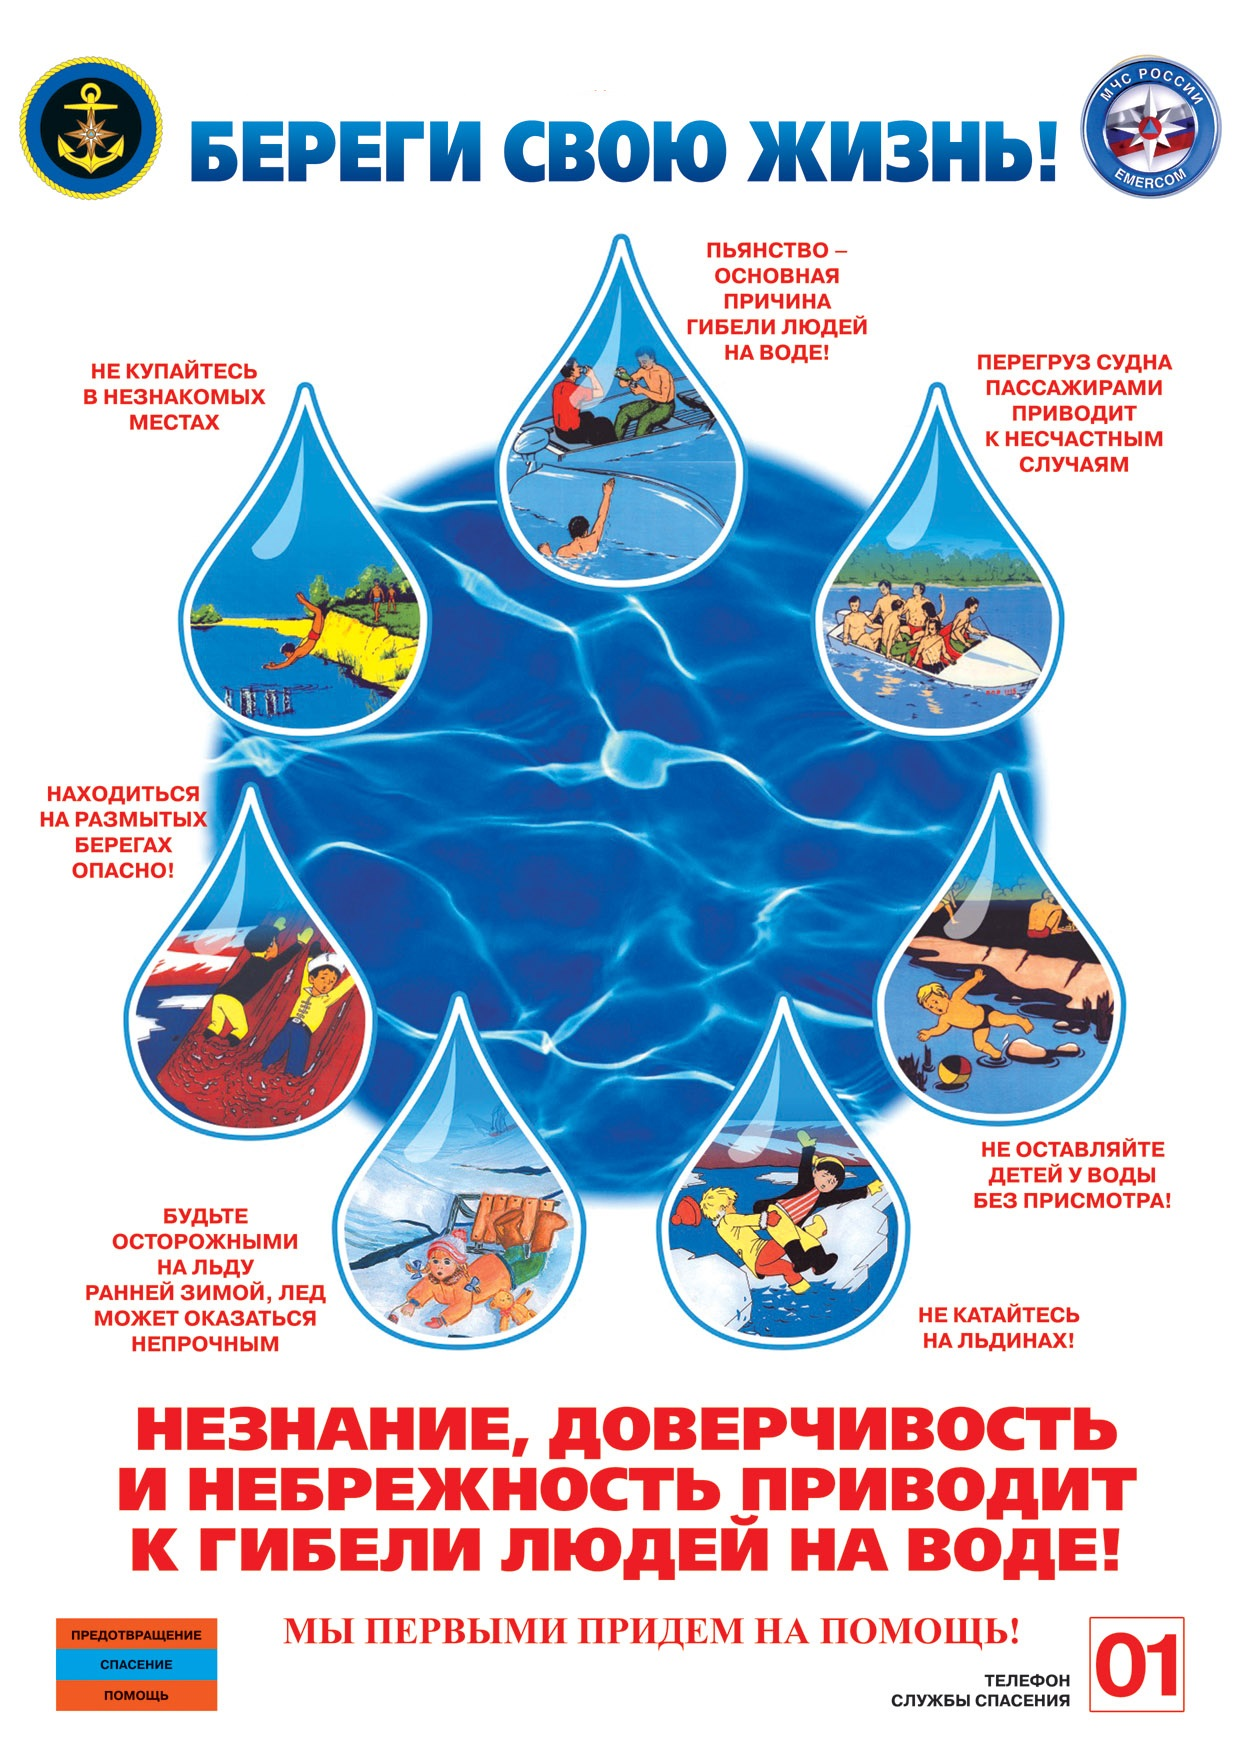 МЧС РОССИИ
EMERCOM
БЕРЕГИ СВОЮ ЖИЗНЬ!
ПЬЯНСТВО –
ОСНОВНАЯ
ПРИЧИНА
ГИБЕЛИ ЛЮДЕЙ
НА ВОДЕ!
НЕ КУПАЙТЕСЬ
В НЕЗНАКОМЫХ
МЕСТАХ
ПЕРЕГРУЗ СУДНА
ПАССАЖИРАМИ
ПРИВОДИТ
К НЕСЧАСТНЫМ
СЛУЧАЯМ
НАХОДИТЬСЯ
НА РАЗМЫТЫХ
БЕРЕГАХ
ОПАСНО!
НЕ ОСТАВЛЯЙТЕ
ДЕТЕЙ У ВОДЫ
БЕЗ ПРИСМОТРА!
БУДЬТЕ
ОСТОРОЖНЫМИ
НА ЛЬДУ
РАННЕЙ ЗИМОЙ, ЛЕД
МОЖЕТ ОКАЗАТЬСЯ
НЕПРОЧНЫМ
НЕ КАТАЙТЕСЬ
НА ЛЬДИНАХ!
НЕЗНАНИЕ, ДОВЕРЧИВОСТЬ
И НЕБРЕЖНОСТЬ ПРИВОДИТ
К ГИБЕЛИ ЛЮДЕЙ НА ВОДЕ!
МЫ ПЕРВЫМИ ПРИДЕМ НА ПОМОЩЬ!
ПРЕДОТВРАЩЕНИЕ
СПАСЕНИЕ
ПОМОЩЬ
ТЕЛЕФОН
СЛУЖБЫ СПАСЕНИЯ
01